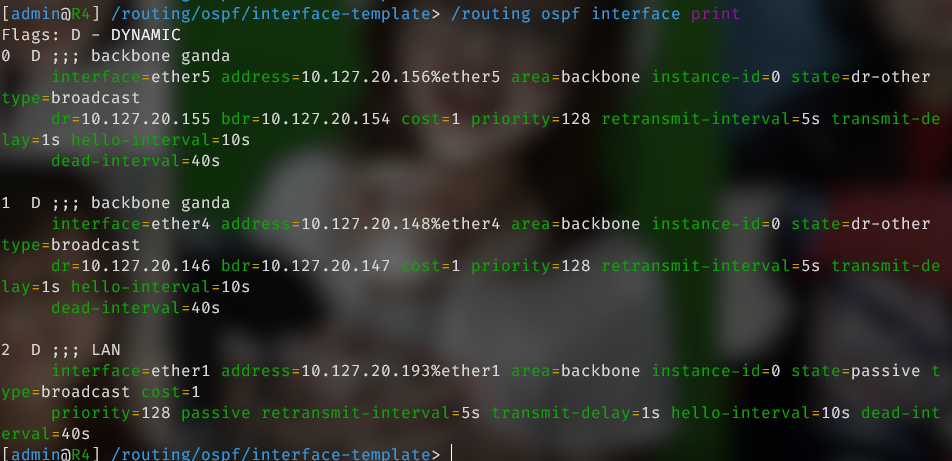 [admin@R4] /routing/ospf/interface-template> /routing ospf interface print
Flags: D - DYNAMIC
0  D ;;; backbone ganda
     interface=ether5 address=10.127.20.156%ether5 area=backbone instance-id=0 state=dr-other
type=broadcast
     dr=10.127.20.155 bdr=10.127.20.154 cost=1 priority=128 retransmit-interval=5s transmit-de
lay=1s hello-interval=10s
     dead-interval=40s

1  D ;;; backbone ganda
     interface=ether4 address=10.127.20.148%ether4 area=backbone instance-id=0 state=dr-other
type=broadcast
     dr=10.127.20.146 bdr=10.127.20.147 cost=1 priority=128 retransmit-interval=5s transmit-de
lay=1s hello-interval=10s
     dead-interval=40s

2  D ;;; LAN
     interface=ether1 address=10.127.20.193%ether1 area=backbone instance-id=0 state=passive t
ype=broadcast cost=1
     priority=128 passive retransmit-interval=5s transmit-delay=1s hello-interval=10s dead-int
erval=40s
[admin@R4] /routing/ospf/interface-template>